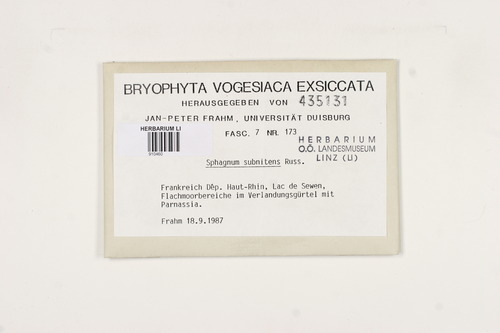 BRYOPHYTA VOGESIACA EXSICCATA
HERAUSGEGEBEN VON 435131
JAN-PETER FRAHM, UNIVERSITÄT DUISBURG
HERBARIUM LI
FASC. 7 NR. 173
HERBARIUM
O.Ö. LANDESMUSEUM
LINZ (LI)
Sphagnum subnitens Russ.
Frankreich Dêp. Haut-Rhin, Lac de Sewen,
Flachmoorbereiche im Verlandungsgürtel mit
Parnassia.
Frahm 18.9.1987